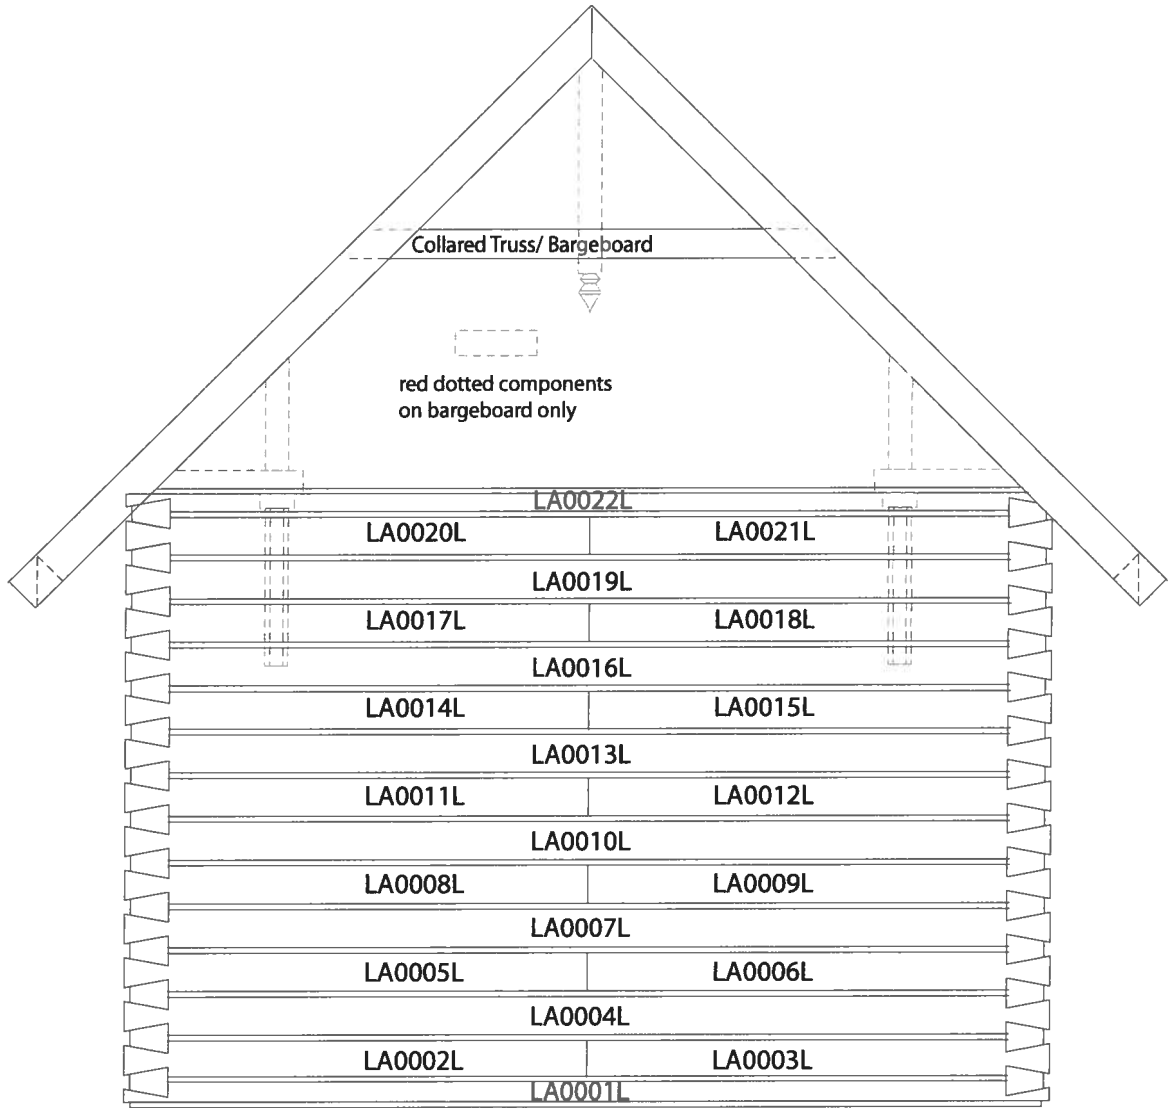 Collared Truss/ Bargeboard
red dotted components
on bargeboard only
LA0022L
LA0020L LA0021L
LA0019L
LA0017L LA0018L
LA0016L
LA0014L LA0015L
LA0013L
LA0011L LA0012L
LA0010L
LA0008L LA0009L
LA0007L
LA0005L LA0006L
LA0004L
LA0002L LA0003L
LA0001L